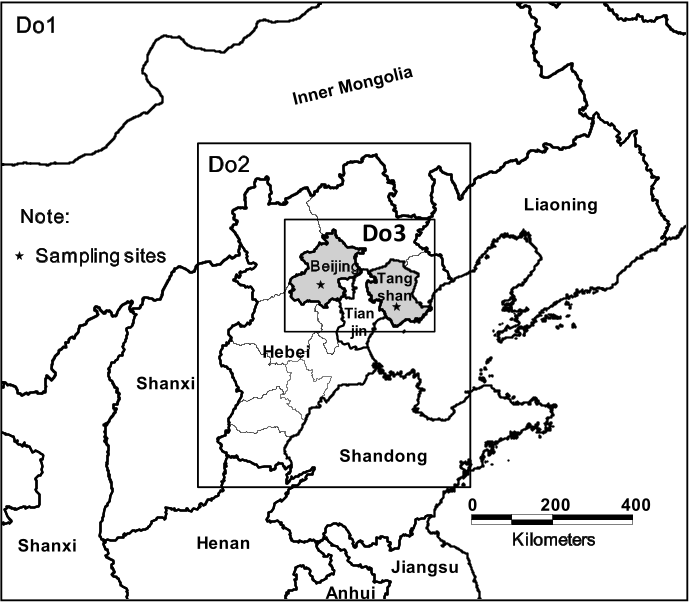 Do1
Inner Mongolia
Do2
Liaoning
Note:
Do3
★ Sampling sites
Beijing
Tang
shan
Tian
jin
Hebei
Shanxi
Shandong
0 200 400
Kilometers
Shanxi
Henan
Jiangsu
Anhui